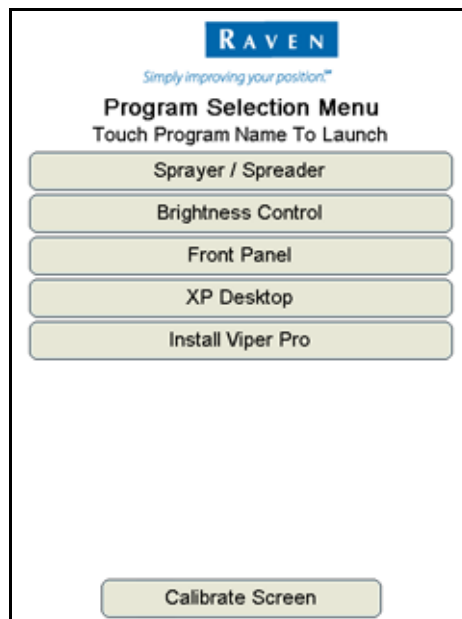 RAVEN
Simply improving your position.℠
Program Selection Menu
Touch Program Name To Launch
Sprayer / Spreader
Brightness Control
Front Panel
XP Desktop
Install Viper Pro
Calibrate Screen